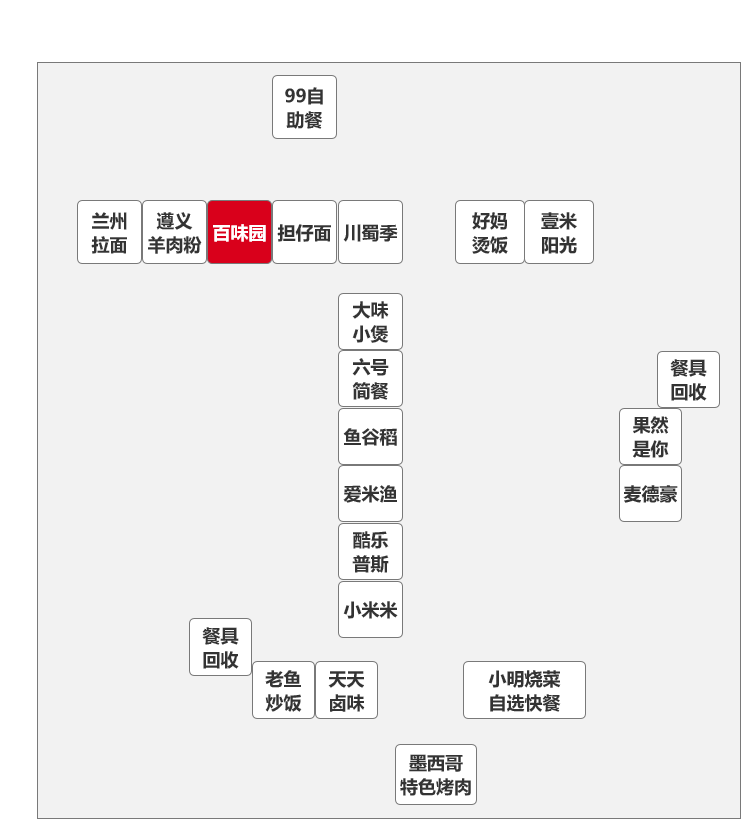 99自
助餐
兰州
拉面
遵义
羊肉粉
百味园
担仔面
川蜀季
好妈
烫饭
壹米
阳光
大味
小煲
六号
简餐
餐具
回收
鱼谷稻
果然
是你
爱米渔
麦德豪
酷乐
普斯
小米米
餐具
回收
老鱼
炒饭
天天
卤味
小明烧菜
自选快餐
墨西哥
特色烤肉